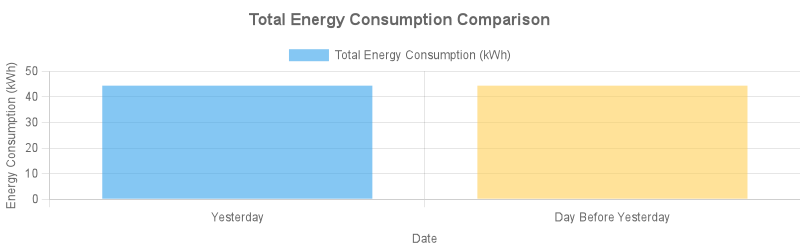 Total Energy Consumption Comparison
Total Energy Consumption (kWh)
Energy Consumption (kWh)
50
40
30
20
10
0
Yesterday
Day Before Yesterday
Date